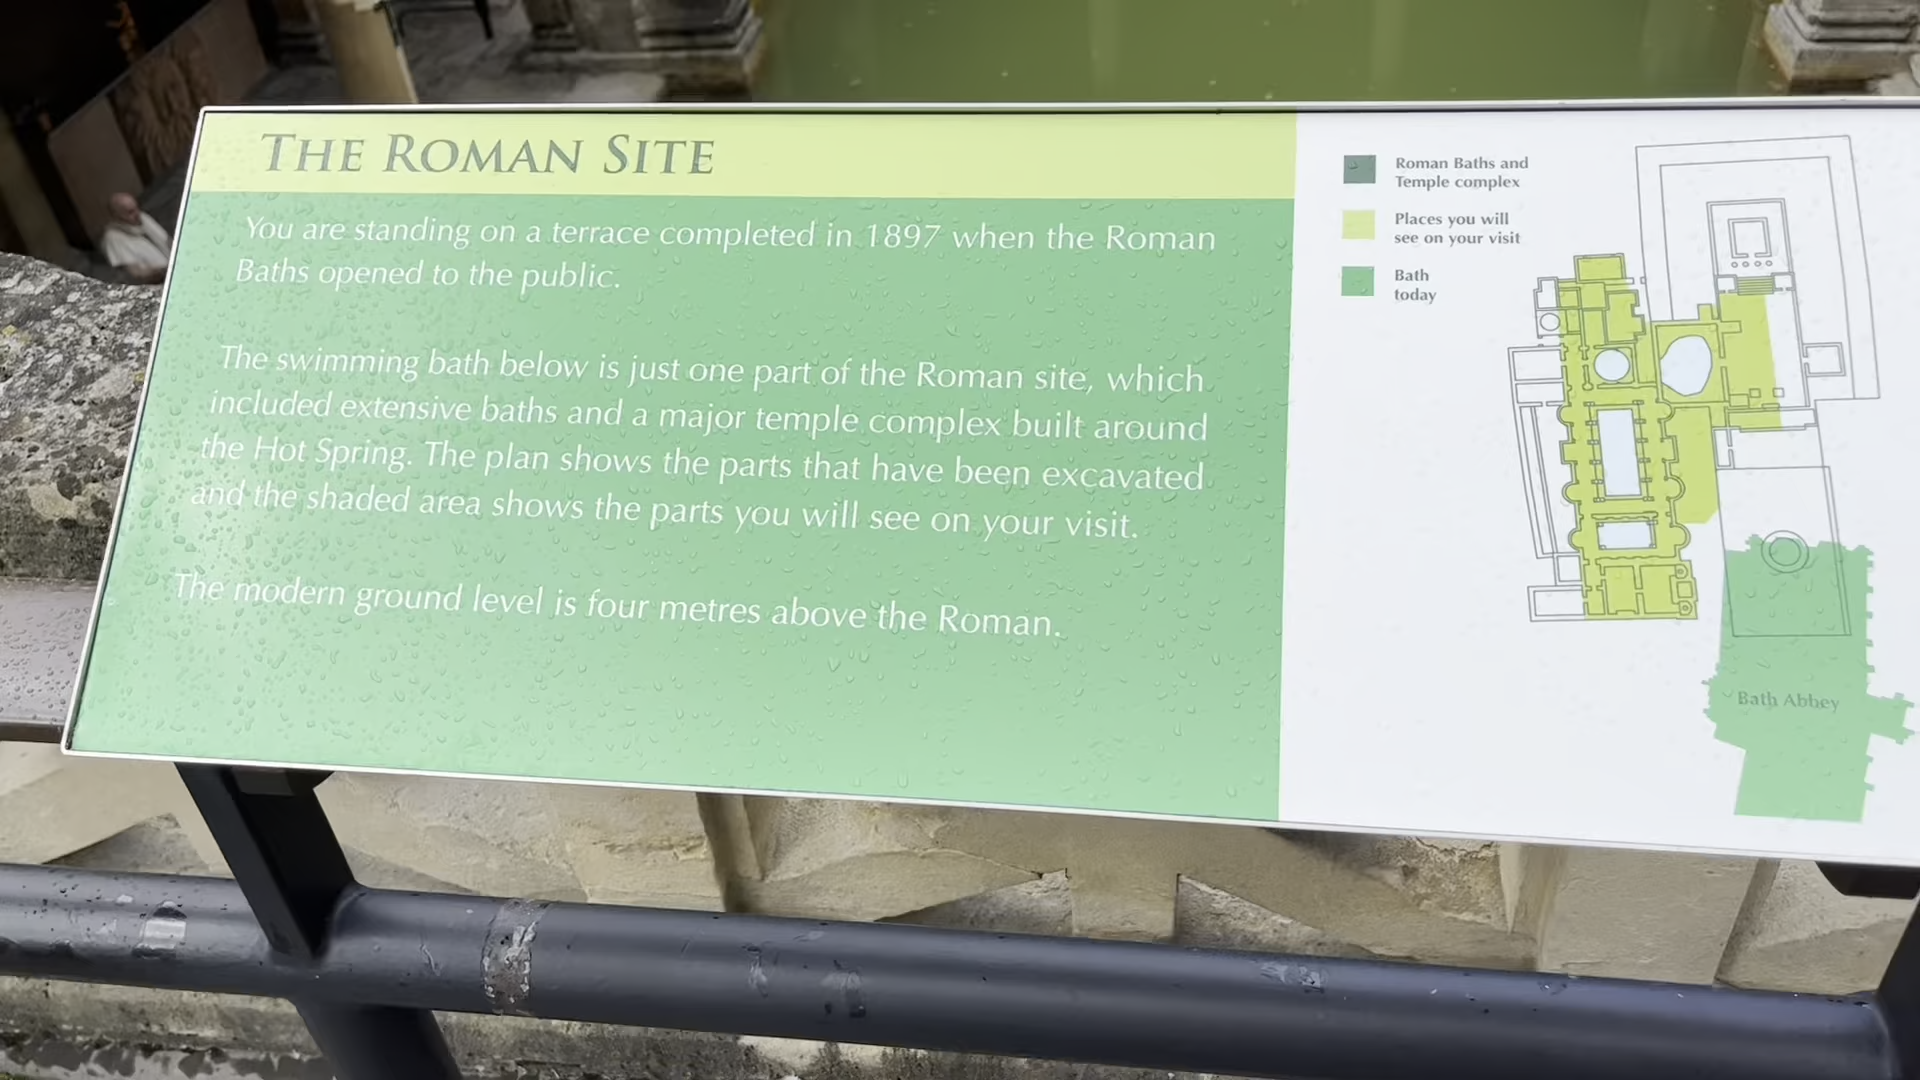 THE ROMAN SITE
You are standing on a terrace completed in 1897 when the Roman
Baths opened to the public.
The swimming bath below is just one part of the Roman site, which
included extensive baths and a major temple complex built around
the Hot Spring. The plan shows the parts that have been excavated
and the shaded area shows the parts you will see on your visit.
The modern ground level is four metres above the Roman.
Roman Baths and
Temple complex
Places you will
see on your visit
Bath
today
Bath Abbey